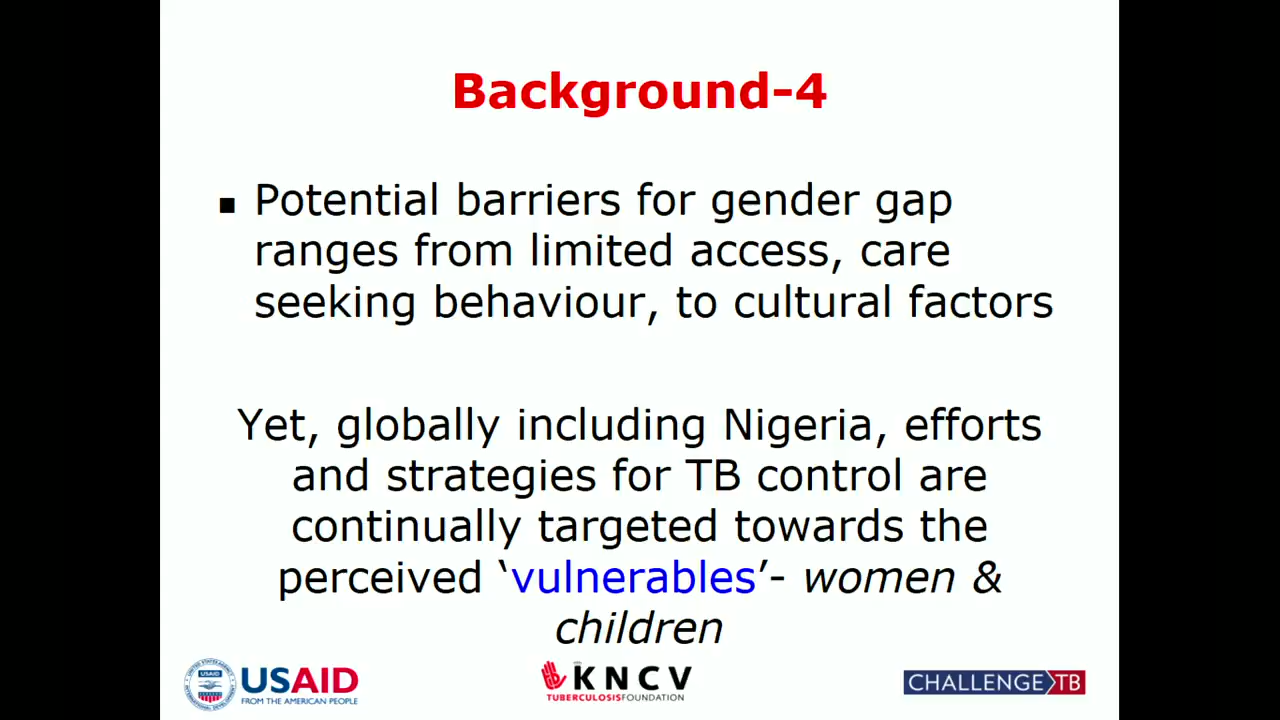 Background-4
▪ Potential barriers for gender gap
ranges from limited access, care
seeking behaviour, to cultural factors
Yet, globally including Nigeria, efforts
and strategies for TB control are
continually targeted towards the
perceived ‘vulnerables’- women &
children
USAID
FROM THE AMERICAN PEOPLE
KNCV
TUBERCULOSISFOUNDATION
CHALLENGE TB